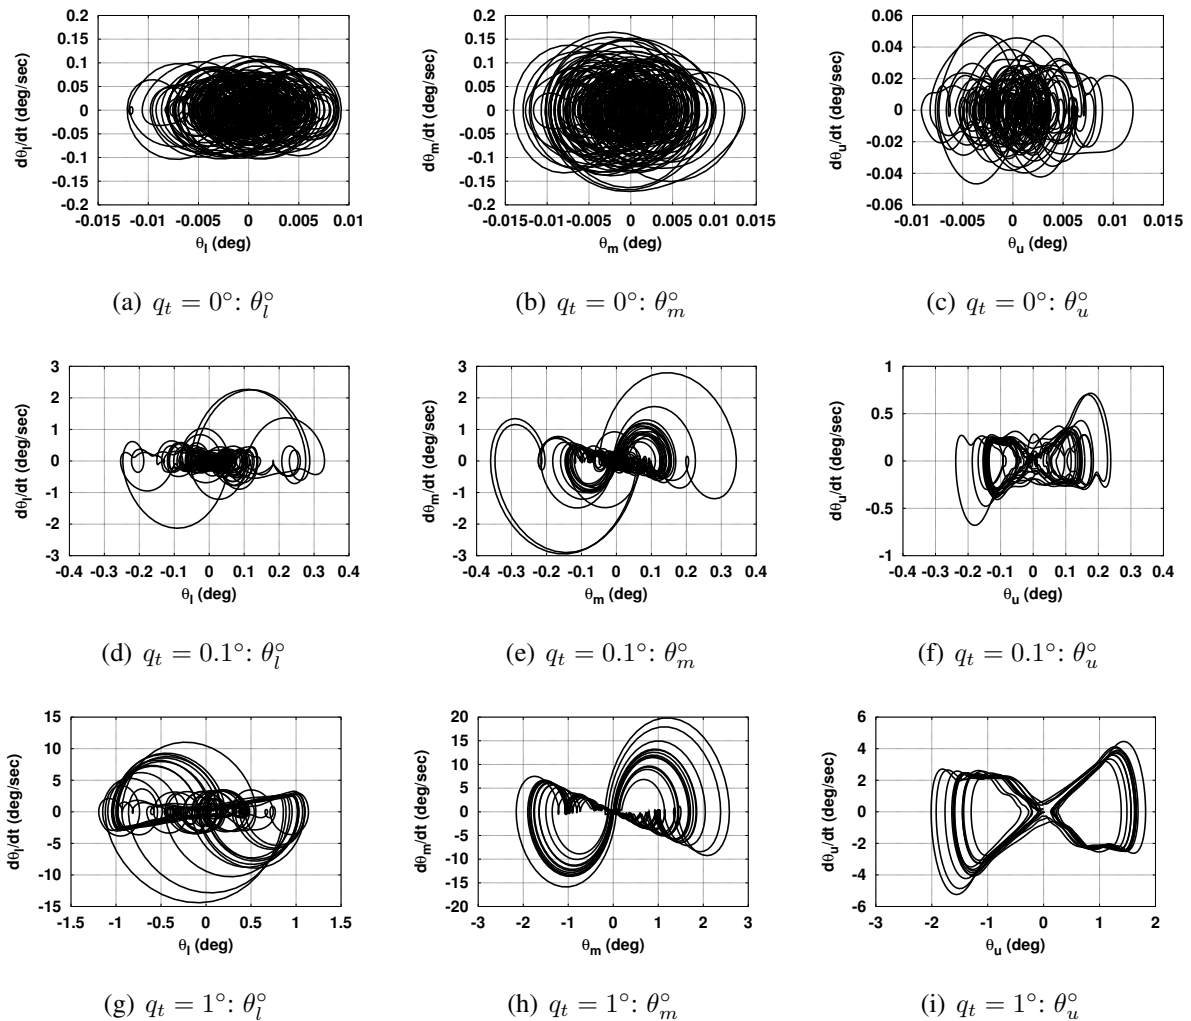 0.2
0.15
0.1
0.05
0
-0.05
-0.1
-0.15
-0.2
dθl/dt (deg/sec)
-0.015 -0.01 -0.005 0 0.005 0.01
θl (deg)
(a) qt = 0°: θl°
0.2
0.15
0.1
0.05
0
-0.05
-0.1
-0.15
-0.2
dθm/dt (deg/sec)
-0.015 -0.01 -0.005 0 0.005 0.01 0.015
θm (deg)
(b) qt = 0°: θm°
0.06
0.04
0.02
0
-0.02
-0.04
-0.06
dθu/dt (deg/sec)
-0.01 -0.005 0 0.005 0.01 0.015
θu (deg)
(c) qt = 0°: θu°
3
2
1
0
-1
-2
-3
dθl/dt (deg/sec)
-0.4 -0.3 -0.2 -0.1 0 0.1 0.2 0.3 0.4
θl (deg)
(d) qt = 0.1°: θl°
3
2
1
0
-1
-2
-3
dθm/dt (deg/sec)
-0.4 -0.3 -0.2 -0.1 0 0.1 0.2 0.3 0.4
θm (deg)
(e) qt = 0.1°: θm°
1
0.5
0
-0.5
-1
dθu/dt (deg/sec)
-0.4 -0.3 -0.2 -0.1 0 0.1 0.2 0.3 0.4
θu (deg)
(f) qt = 0.1°: θu°
15
10
5
0
-5
-10
-15
dθl/dt (deg/sec)
-1.5 -1 -0.5 0 0.5 1 1.5
θl (deg)
(g) qt = 1°: θl°
20
15
10
5
0
-5
-10
-15
-20
dθm/dt (deg/sec)
-3 -2 -1 0 1 2 3
θm (deg)
(h) qt = 1°: θm°
6
4
2
0
-2
-4
-6
dθu/dt (deg/sec)
-3 -2 -1 0 1 2
θu (deg)
(i) qt = 1°: θu°